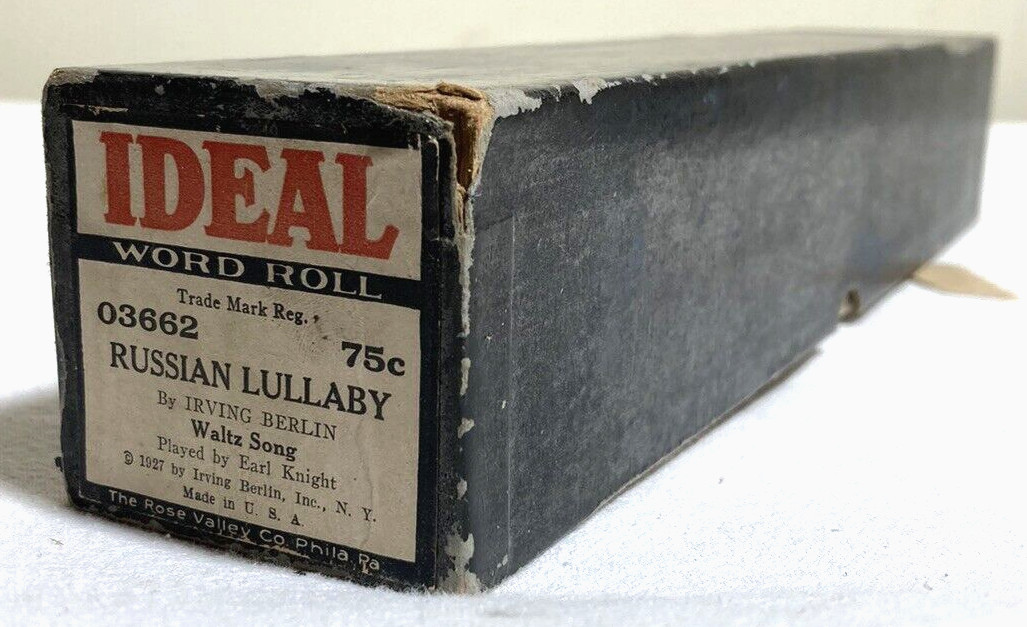 IDEAL
WORD ROLL
Trade Mark Reg.
03662
75c
RUSSIAN LULLABY
By IRVING BERLIN
Waltz Song
Played by Earl Knight
© 1927 by Irving Berlin, Inc., N. Y.
Made in U. S. A.
The Rose Valley Co. Phila. Pa.